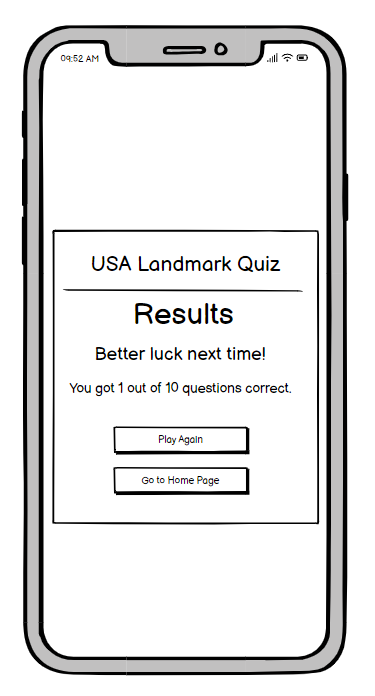 09:52 AM
USA Landmark Quiz
Results
Better luck next time!
You got 1 out of 10 questions correct.
Play Again
Go to Home Page